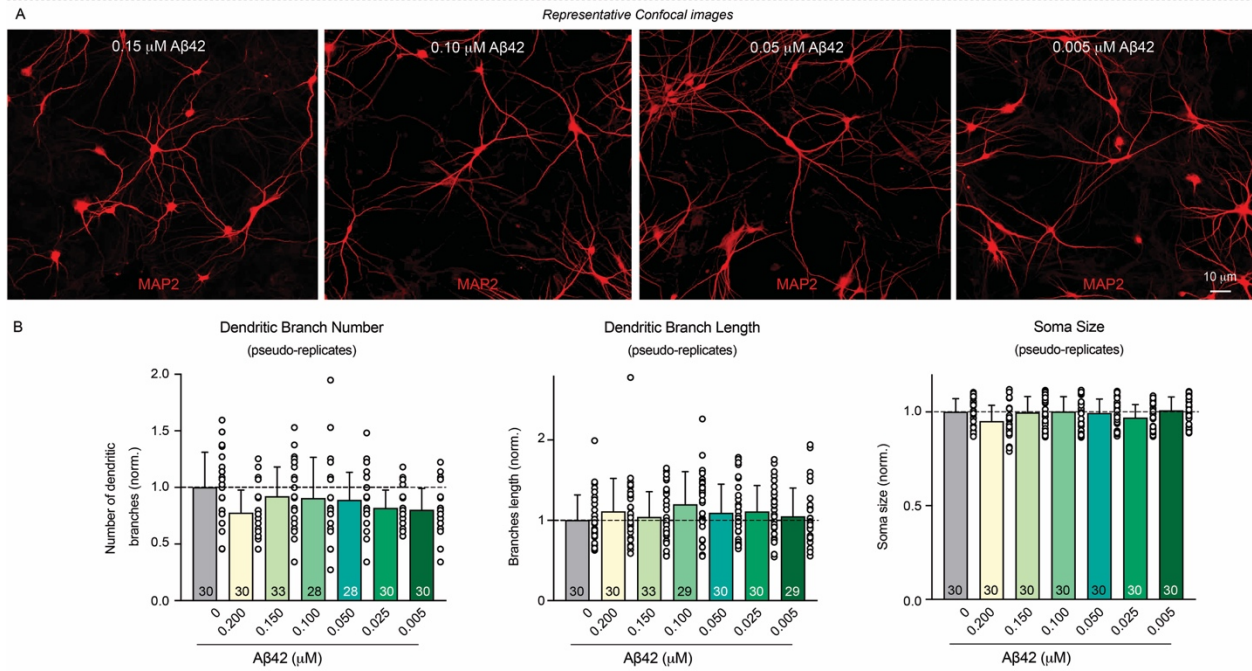 A
Representative Confocal images
0.15 μM Aβ42
0.10 μM Aβ42
0.05 μM Aβ42
0.005 μM Aβ42
MAP2
MAP2
MAP2
MAP2
10 μm
B
Dendritic Branch Number
(pseudo-replicates)
Number of dendritic
branches (norm.)
2.0
1.5
1.0
0.5
0.0
30
30
33
28
28
30
30
0
0.200
0.150
0.100
0.050
0.025
0.005
Aβ42 (μM)
Dendritic Branch Length
(pseudo-replicates)
Branches length (norm.)
2
1
0
30
30
33
29
30
30
29
0
0.200
0.150
0.100
0.050
0.025
0.005
Aβ42 (μM)
Soma Size
(pseudo-replicates)
Soma size (norm.)
1.0
0.5
0.0
30
30
30
30
30
30
30
0
0.200
0.150
0.100
0.050
0.025
0.005
Aβ42 (μM)